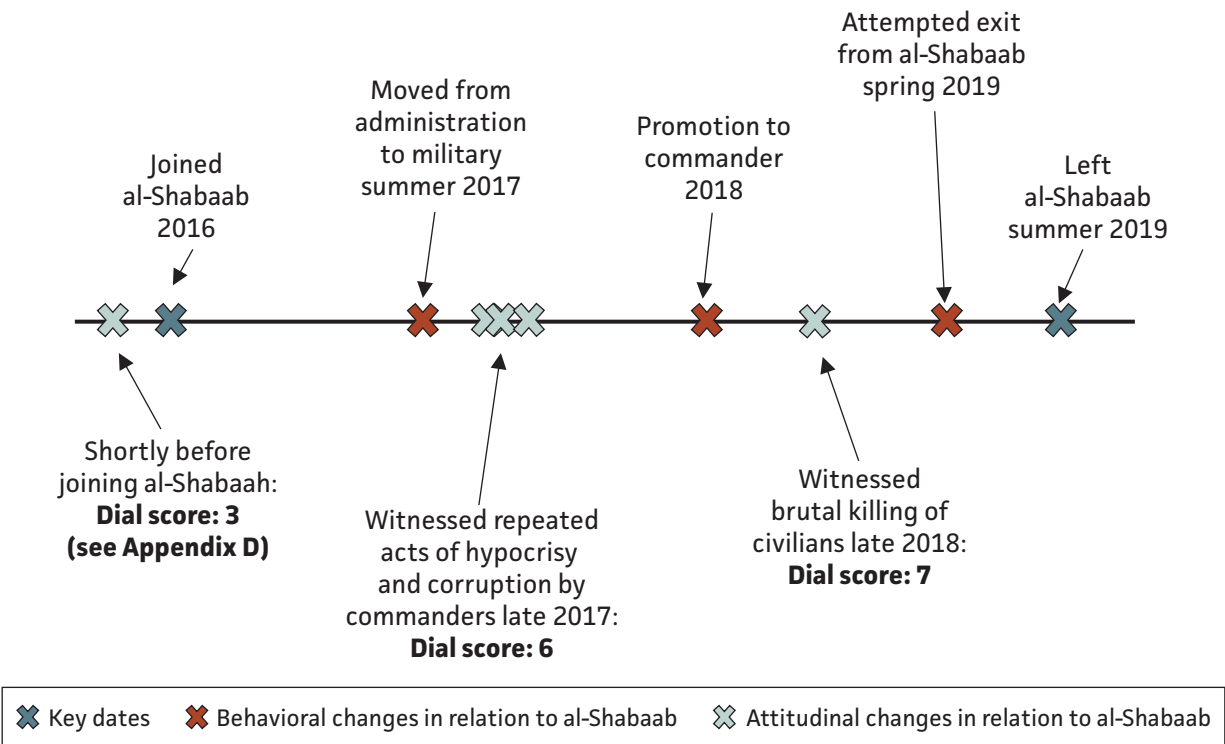 Attempted exit
from al-Shabaab
spring 2019
Moved from
administration
to military
summer 2017
Promotion to
commander
2018
Joined
al-Shabaab
2016
Left
al-Shabaab
summer 2019
Shortly before
joining al-Shabaah:
Dial score: 3
(see Appendix D)
Witnessed repeated
acts of hypocrisy
and corruption by
commanders late 2017:
Dial score: 6
Witnessed
brutal killing of
civilians late 2018:
Dial score: 7
Key dates
Behavioral changes in relation to al-Shabaab
Attitudinal changes in relation to al-Shabaab